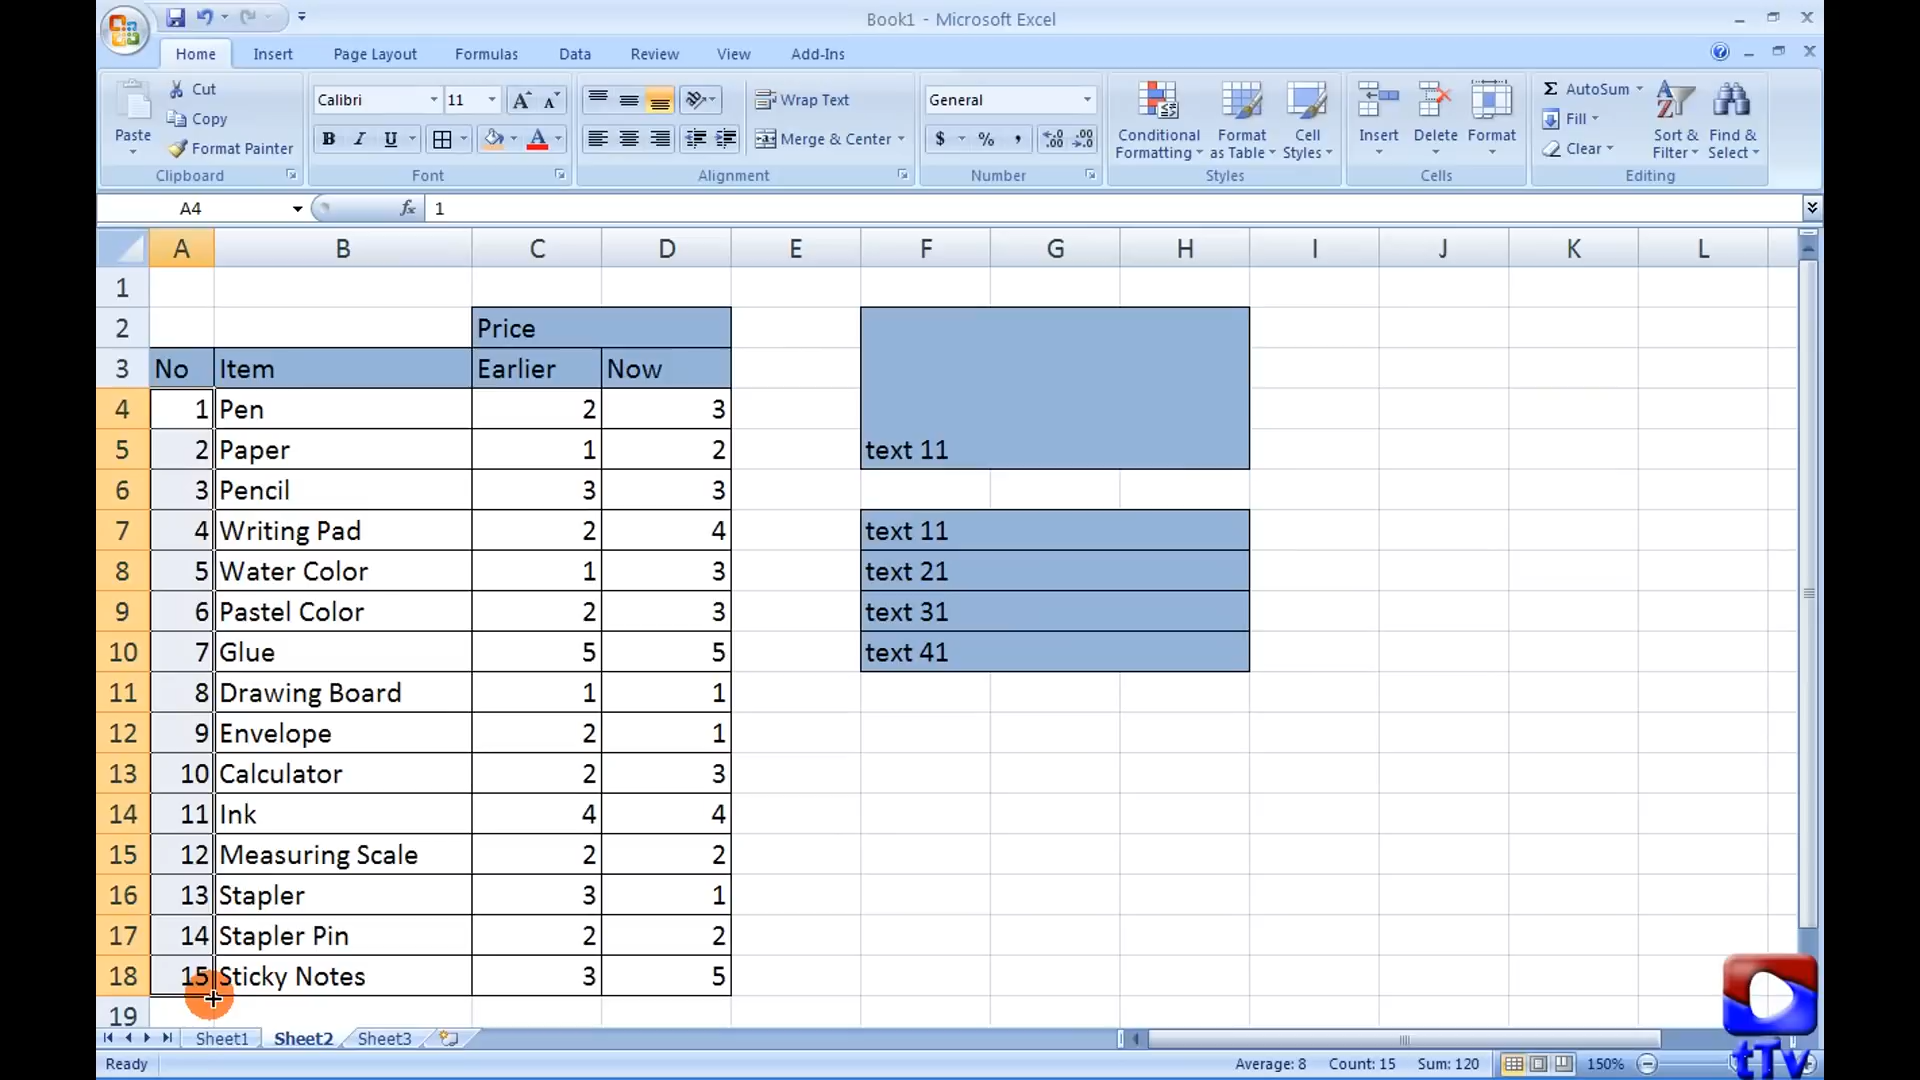 Book1 - Microsoft Excel
Home Insert Page Layout Formulas Data Review View Add-Ins
Paste
Cut
Copy
Format Painter
Clipboard
Calibri 11
B I U
Font
Wrap Text
Merge & Center
Alignment
General
$ % ,
Number
Conditional Formatting
Format as Table
Cell Styles
Styles
Insert Delete Format
Cells
AutoSum
Fill
Clear
Sort & Filter
Find & Select
Editing
A4 fx 1
A B C D E F G H I J K L
1
2 Price
3 No Item Earlier Now
4 1 Pen 2 3
5 2 Paper 1 2 text 11
6 3 Pencil 3 3
7 4 Writing Pad 2 4 text 11
8 5 Water Color 1 3 text 21
9 6 Pastel Color 2 3 text 31
10 7 Glue 5 5 text 41
11 8 Drawing Board 1 1
12 9 Envelope 2 1
13 10 Calculator 2 3
14 11 Ink 4 4
15 12 Measuring Scale 2 2
16 13 Stapler 3 1
17 14 Stapler Pin 2 2
18 15 Sticky Notes 3 5
19
Sheet1 Sheet2 Sheet3
Ready Average: 8 Count: 15 Sum: 120 150%
tTv